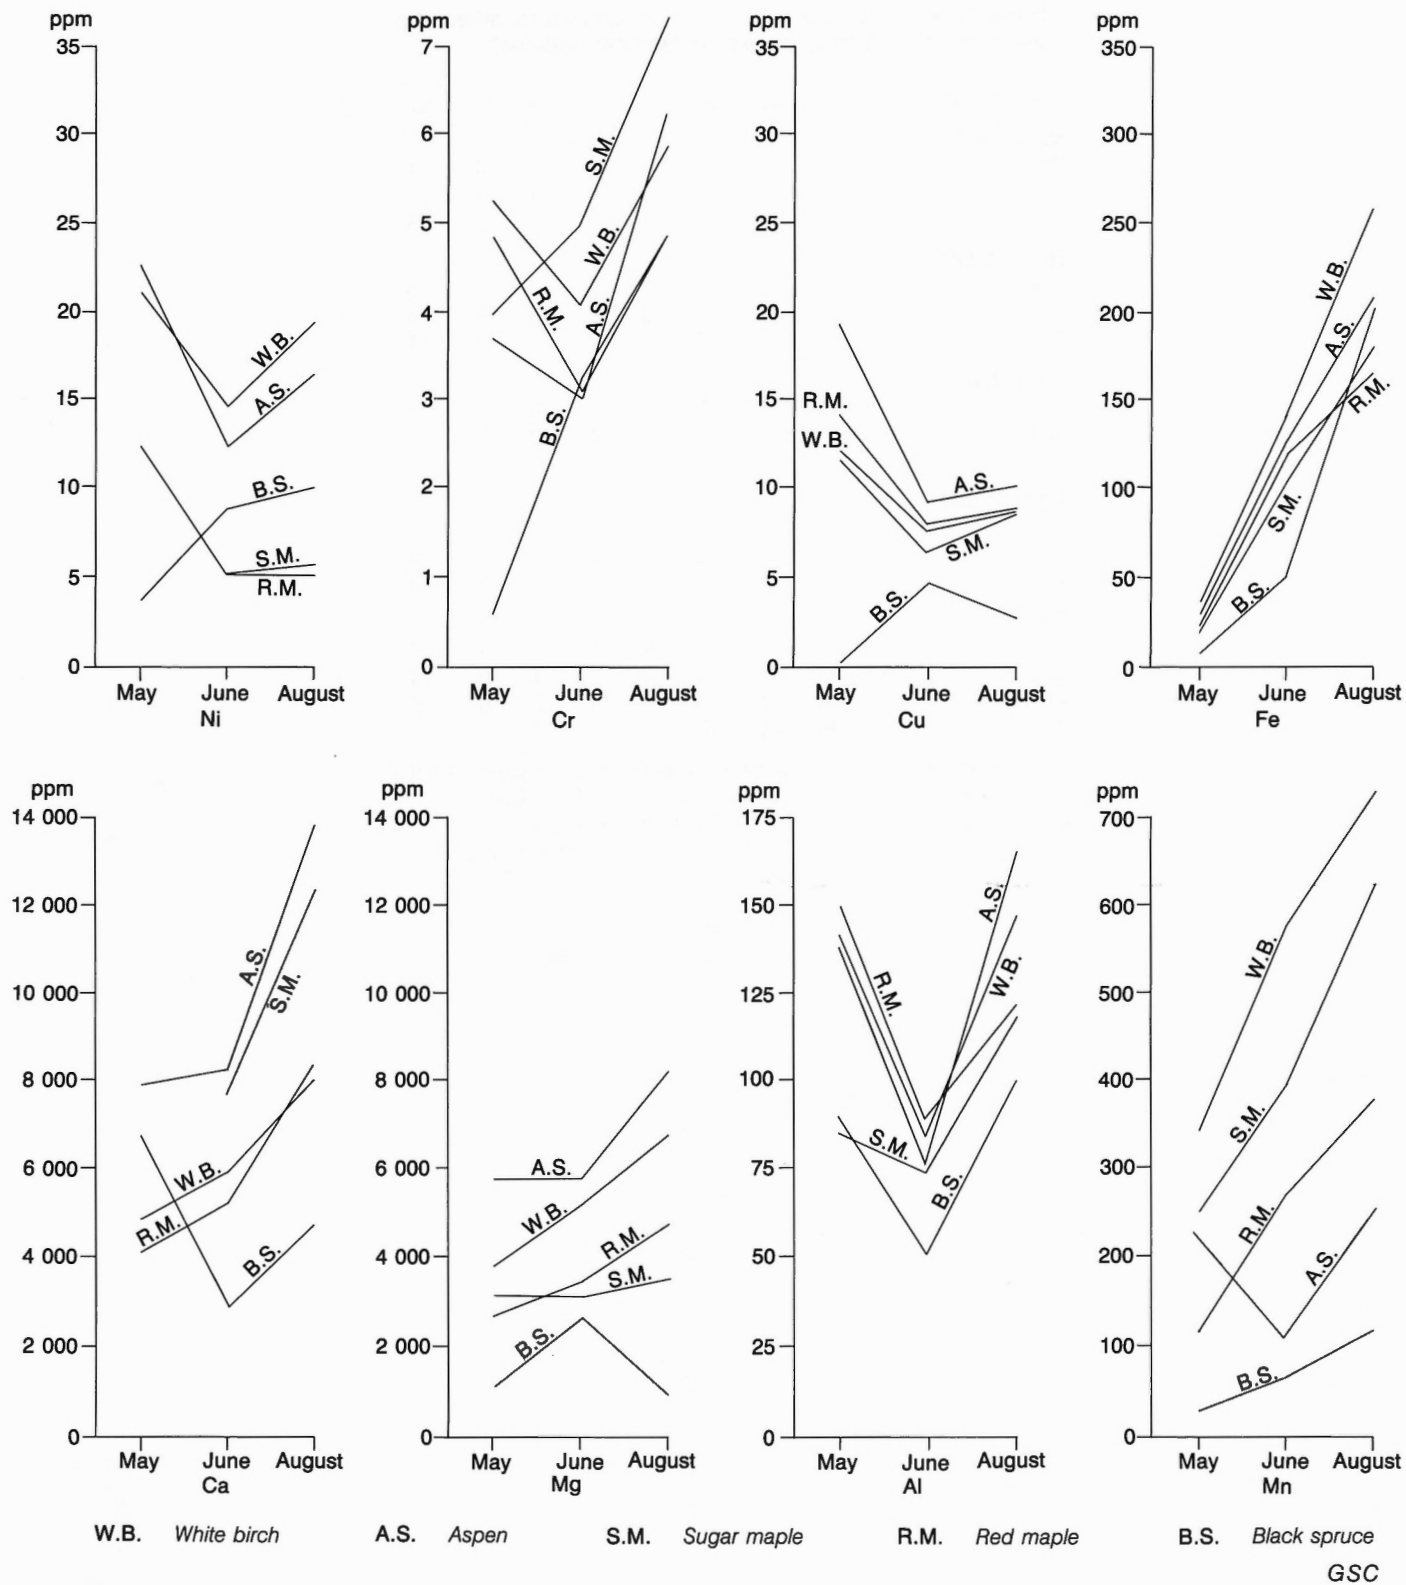 ppm ppm ppm ppm
35 7 35 350
30 6 30 300
S.M.
25 5 25 250
W.B. W.B.
20 4 20 200
R.M. A.S. A.S.
W.B.
15 3 15 150
A.S. R.M. R.M.
B.S. W.B.
10 2 10 100
B.S. A.S. S.M.
S.M. S.M.
5 1 5 50
R.M. B.S. B.S.
0 0 0 0
May June August May June August May June August May June August
Ni Cr Cu Fe
ppm ppm ppm ppm
14 000 14 000 175 700
12 000 12 000 150 600
A.S. A.S. W.B.
S.M. R.M. W.B.
10 000 10 000 125 500
8 000 8 000 100 400
S.M. S.M.
W.B. A.S.
6 000 6 000 75 300
R.M. W.B. B.S. R.M.
B.S. R.M. A.S.
4 000 4 000 50 200
S.M.
2 000 2 000 25 100
B.S. B.S.
0 0 0 0
May June August May June August May June August May June August
Ca Mg Al Mn
W.B. White birch A.S. Aspen S.M. Sugar maple R.M. Red maple B.S. Black spruce
GSC